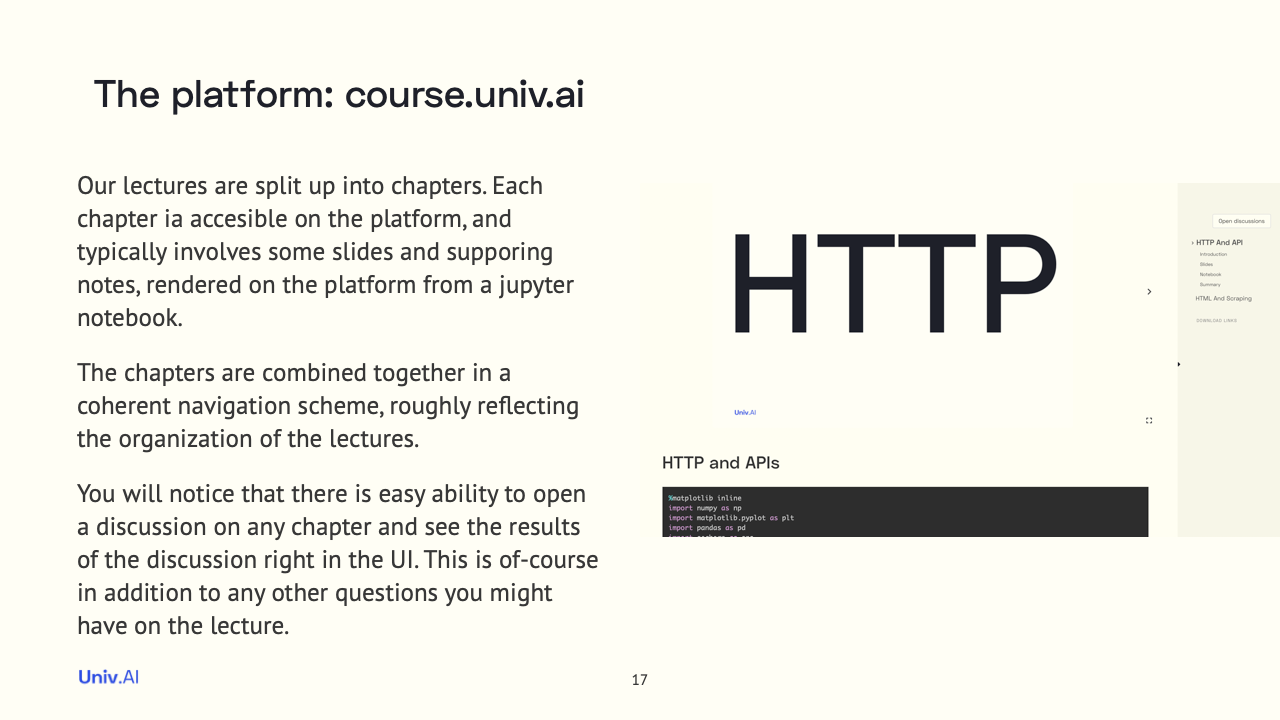 The platform: course.univ.ai
Our lectures are split up into chapters. Each
chapter ia accesible on the platform, and
typically involves some slides and supporing
notes, rendered on the platform from a jupyter
notebook.
The chapters are combined together in a
coherent navigation scheme, roughly reflecting
the organization of the lectures.
You will notice that there is easy ability to open
a discussion on any chapter and see the results
of the discussion right in the UI. This is of-course
in addition to any other questions you might
have on the lecture.
HTTP
Univ.AI
HTTP and APIs
%matplotlib inline
import numpy as np
import matplotlib.pyplot as plt
import pandas as pd
Open discussions
HTTP And API
Introduction
Slides
Notebook
Summary
HTML And Scraping
DOWNLOAD LINKS
Univ.AI
17